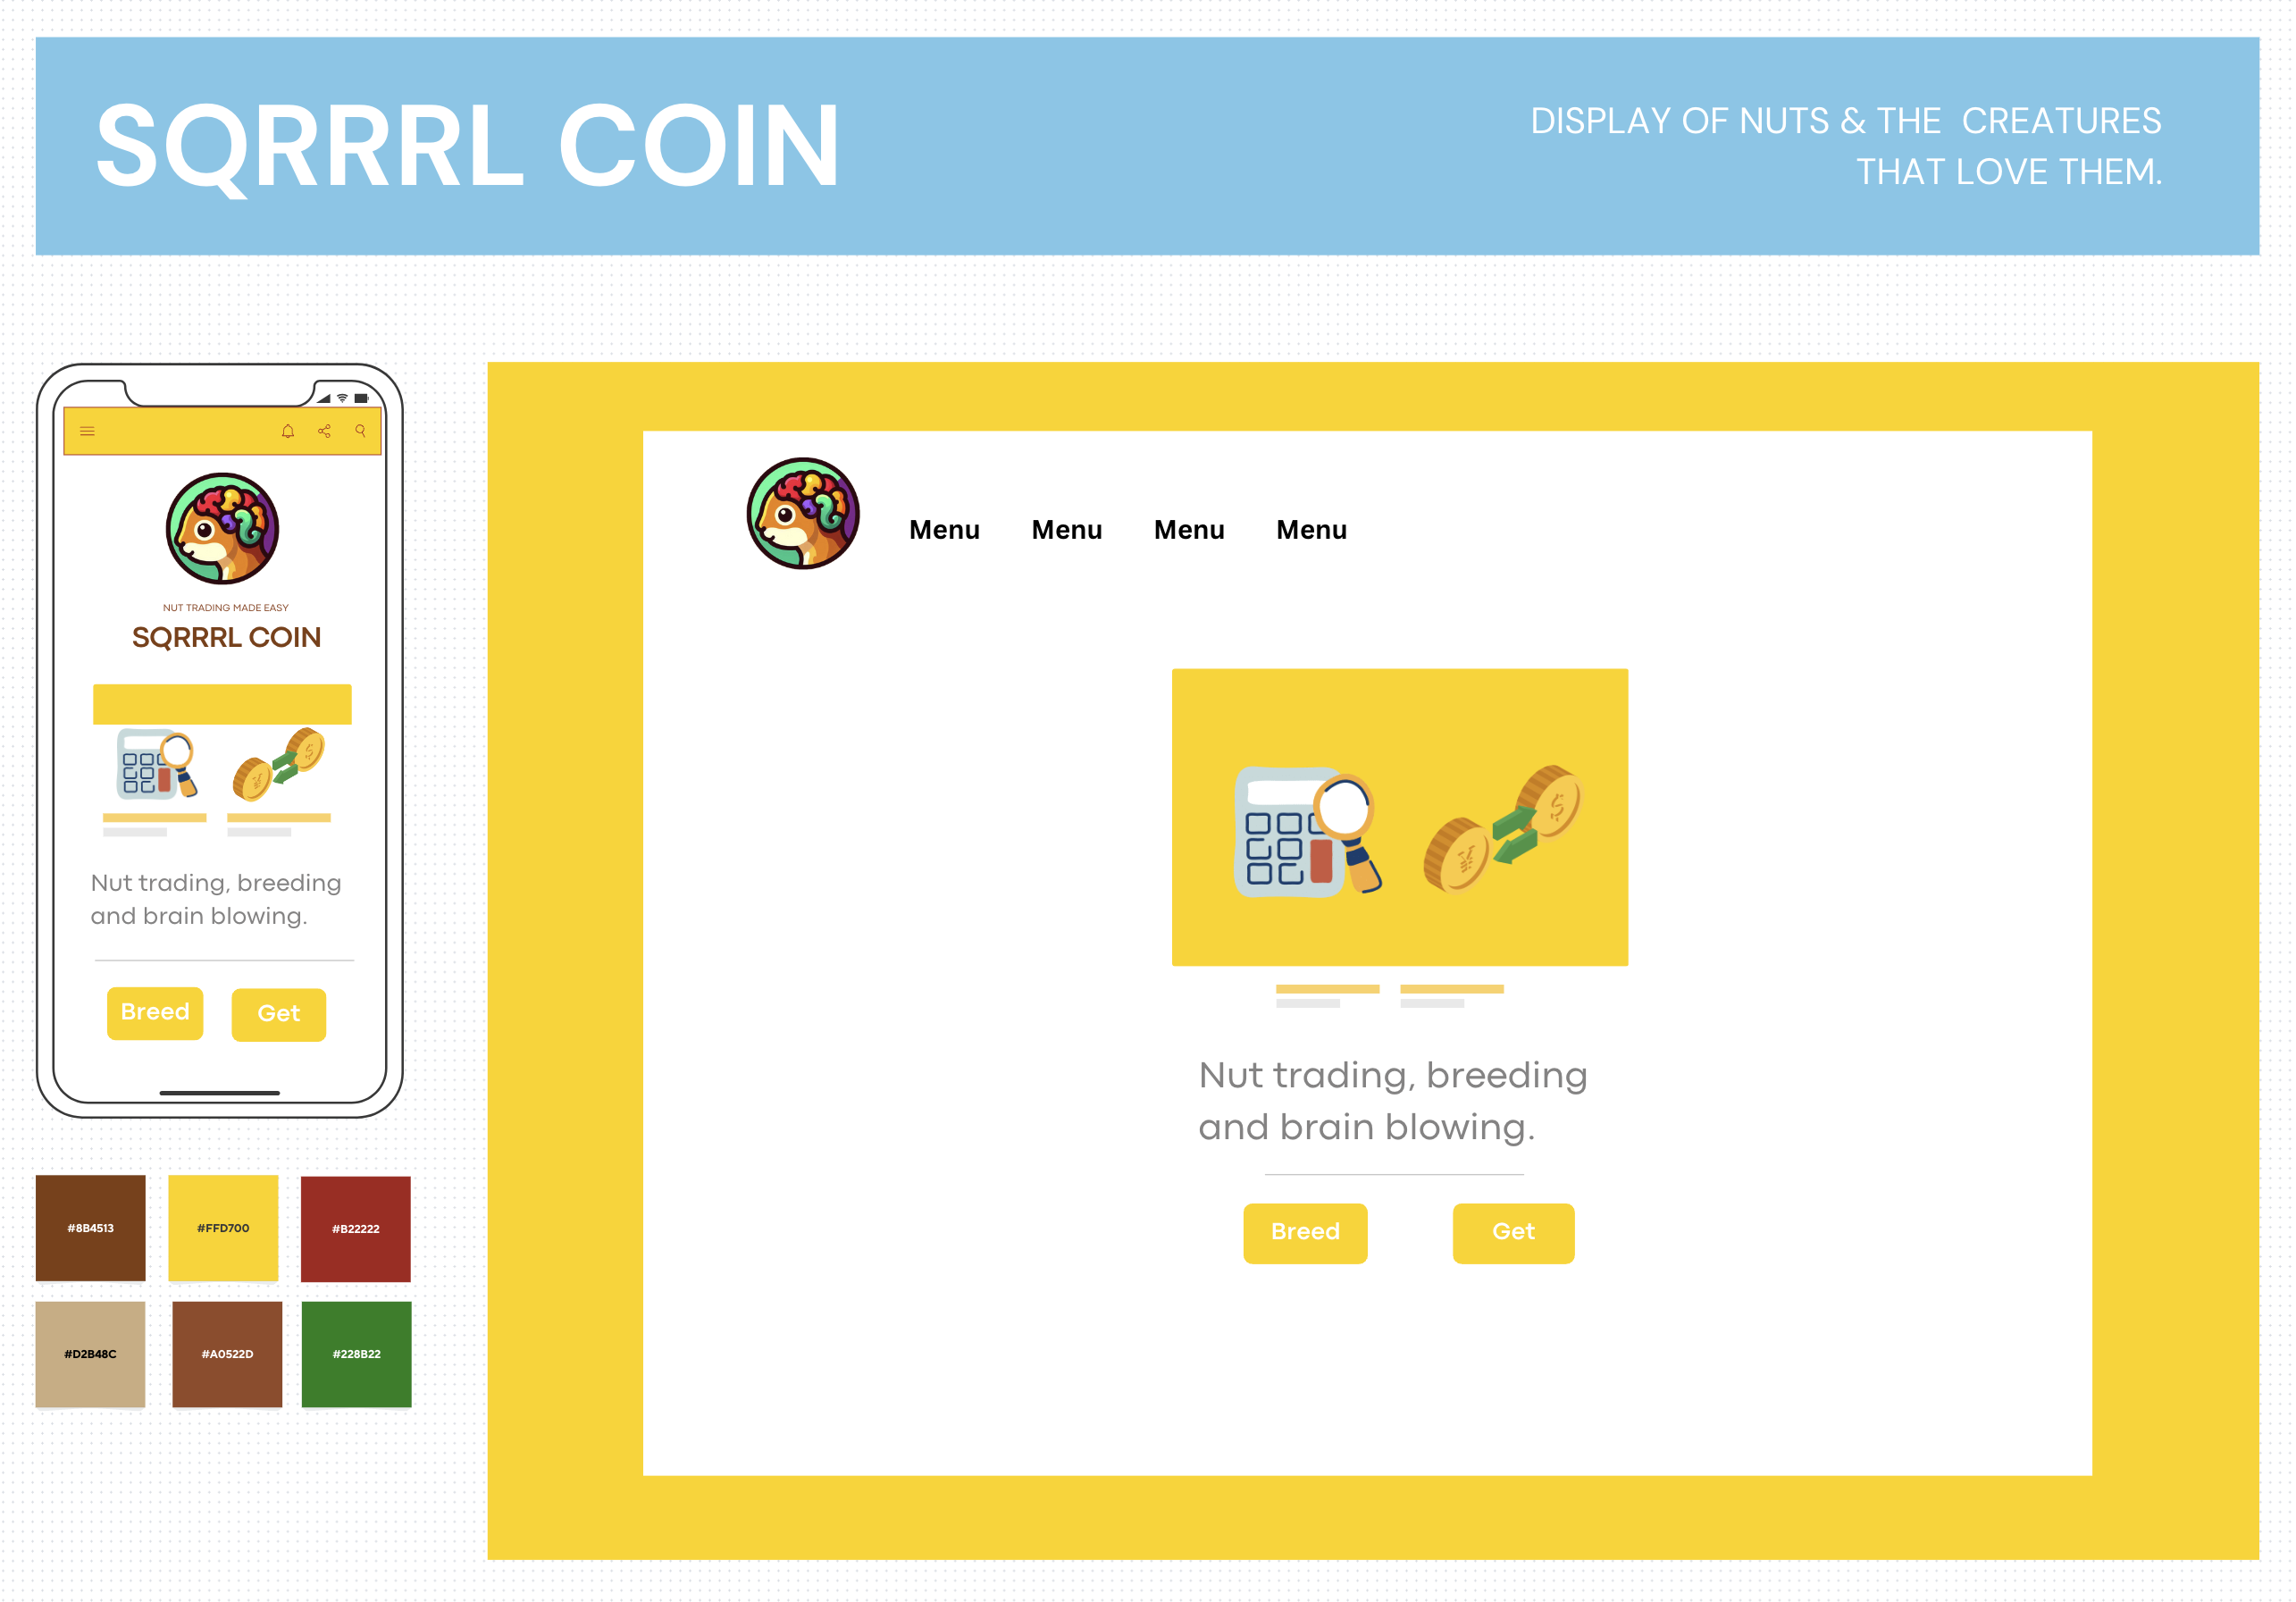 SQRRRL COIN
DISPLAY OF NUTS & THE CREATURES
THAT LOVE THEM.
NUT TRADING MADE EASY
SQRRRL COIN
$
¥
Nut trading, breeding
and brain blowing.
Breed Get
Menu Menu Menu Menu
$
¥
Nut trading, breeding
and brain blowing.
Breed Get
#8B4513 #FFD700 #B22222
#D2B48C #A0522D #228B22